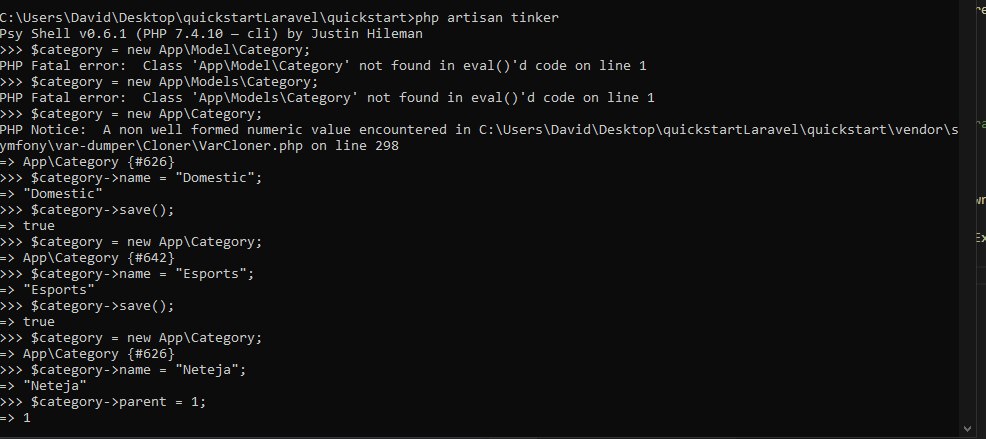 C:\Users\David\Desktop\quickstartLaravel\quickstart>php artisan tinker
Psy Shell v0.6.1 (PHP 7.4.10 — cli) by Justin Hileman
>>> $category = new App\Model\Category;
PHP Fatal error:  Class 'App\Model\Category' not found in eval()'d code on line 1
>>> $category = new App\Models\Category;
PHP Fatal error:  Class 'App\Models\Category' not found in eval()'d code on line 1
>>> $category = new App\Category;
PHP Notice:  A non well formed numeric value encountered in C:\Users\David\Desktop\quickstartLaravel\quickstart\vendor\s
ymfony\var-dumper\Cloner\VarCloner.php on line 298
=> App\Category {#626}
>>> $category->name = "Domestic";
=> "Domestic"
>>> $category->save();
=> true
>>> $category = new App\Category;
=> App\Category {#642}
>>> $category->name = "Esports";
=> "Esports"
>>> $category->save();
=> true
>>> $category = new App\Category;
=> App\Category {#626}
>>> $category->name = "Neteja";
=> "Neteja"
>>> $category->parent = 1;
=> 1